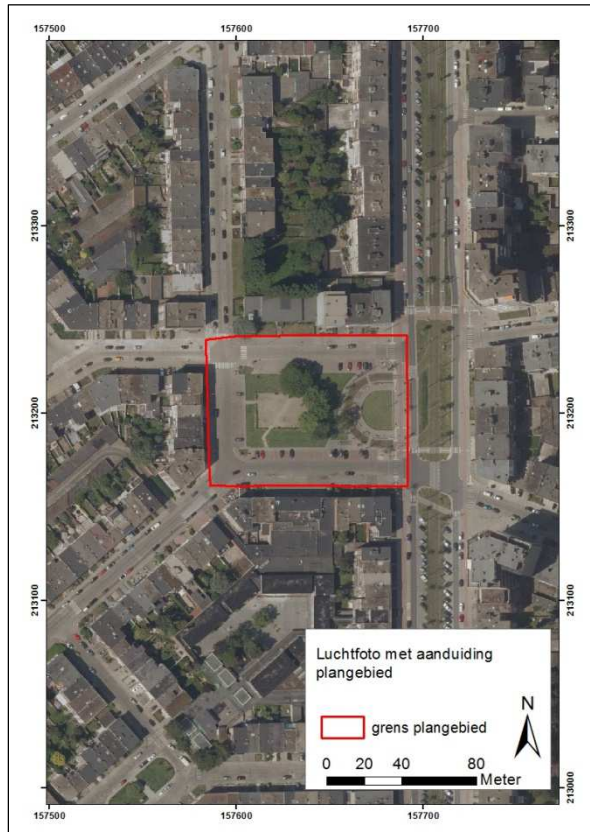 157500 157600 157700
213300 213300
213200 213200
213100 213100
Luchtfoto met aanduiding
plangebied
N
grens plangebied
0 20 40 80
Meter
213000
157500 157600 157700